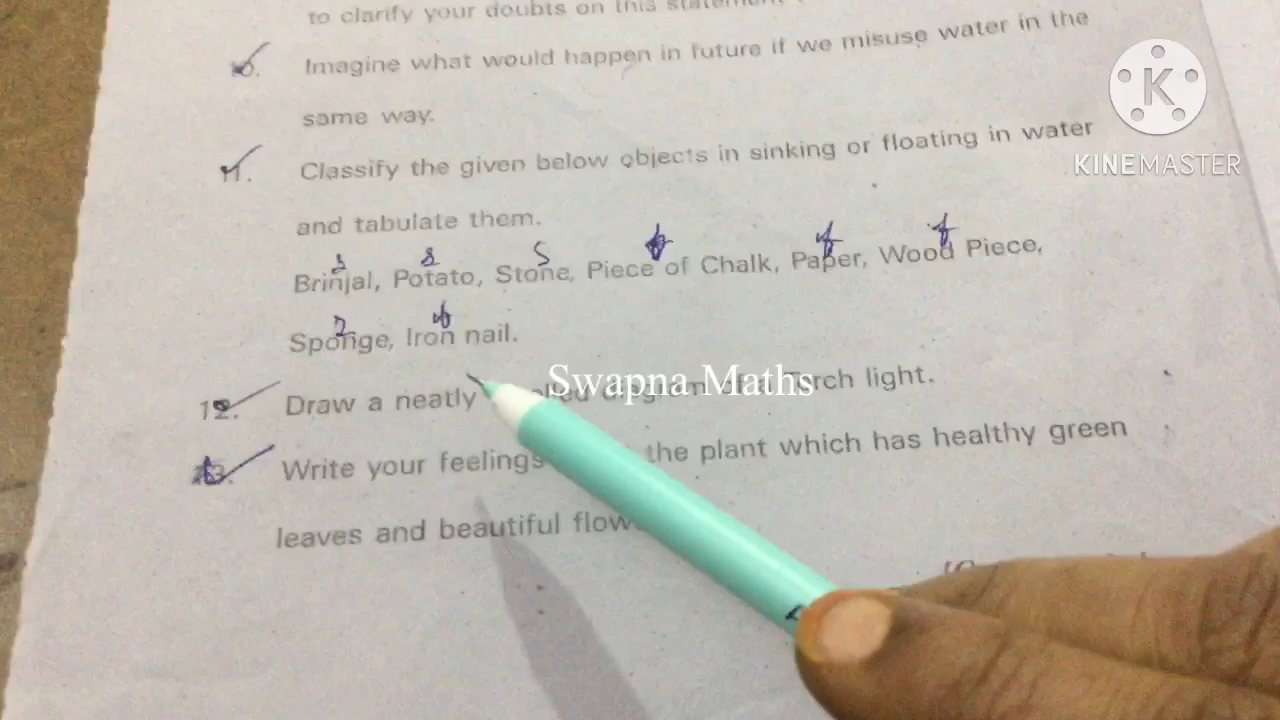 to clarify your doubts on this statement
10. Imagine what would happen in future if we misuse water in the
same way.
K
KINEMASTER
11. Classify the given below objects in sinking or floating in water
and tabulate them.
s s S f f
Brinjal, Potato, Stone, Piece of Chalk, Paper, Wood Piece,
Sponge, Iron nail.
Swapna Maths
12. Draw a neatly diagram of a Torch light.
13. Write your feelings the plant which has healthy green
leaves and beautiful